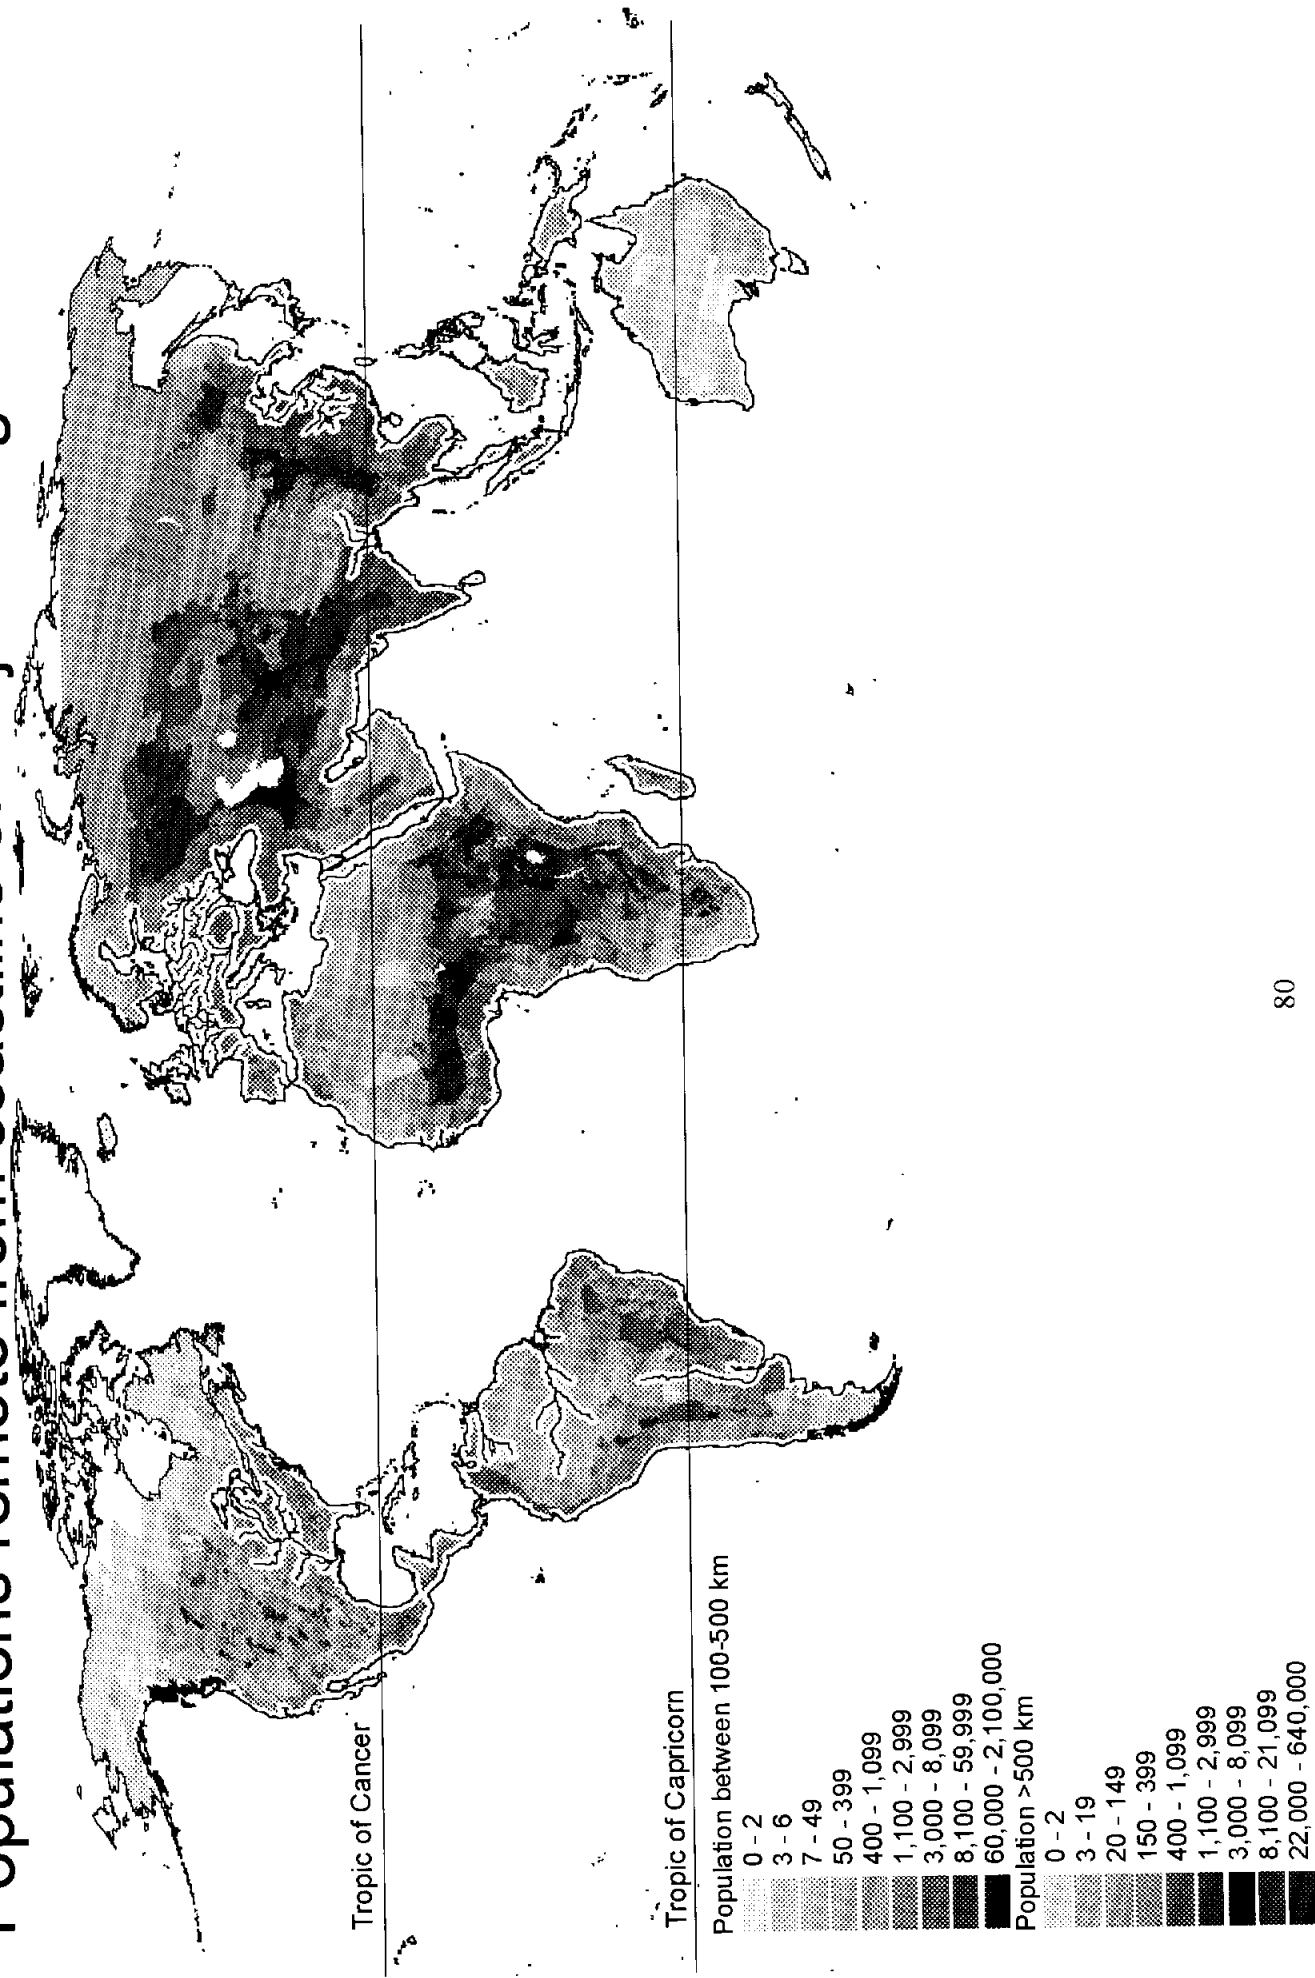 Populations remote from
Tropic of Cancer
Tropic of Capricorn
Population between 100-500 km
0 - 2
3 - 6
7 - 49
50 - 399
400 - 1,099
1,100 - 2,999
3,000 - 8,099
8,100 - 59,999
60,000 - 2,100,000
Population >500 km
0 - 2
3 - 19
20 - 149
150 - 399
400 - 1,099
1,100 - 2,999
3,000 - 8,099
8,100 - 21,099
22,000 - 640,000
80